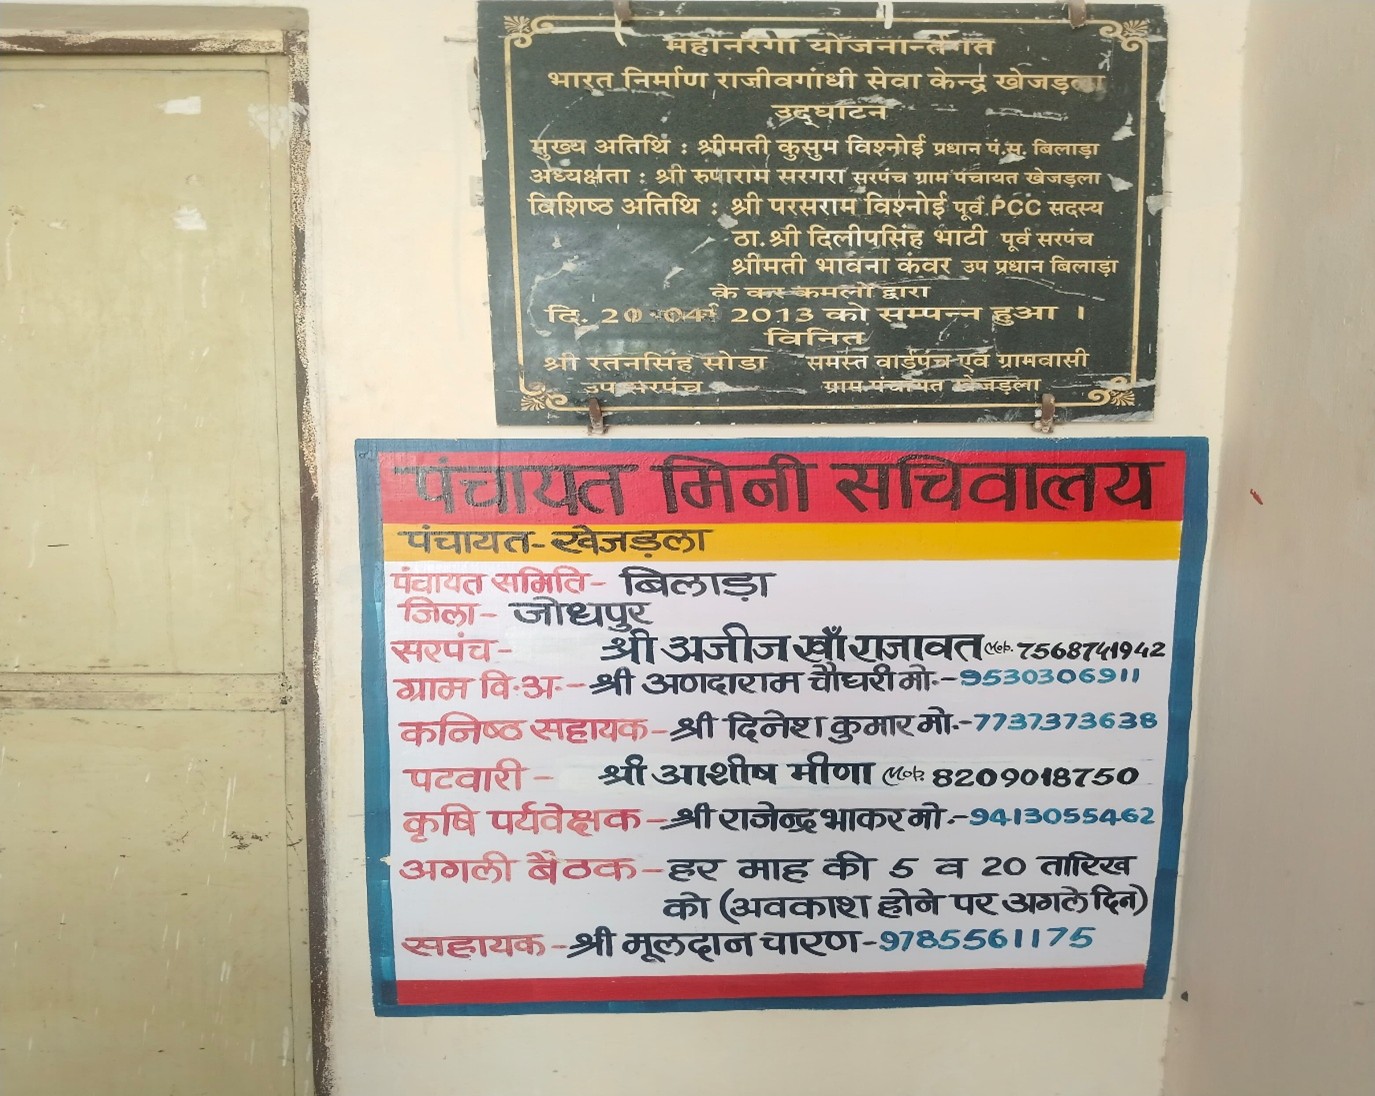 महानरेगा योजनान्तर्गत
भारत निर्माण राजीवगांधी सेवा केन्द्र खेजड़ला
उद्घाटन
मुख्य अतिथि : श्रीमती कुसुम विश्नोई प्रधान पं.स. बिलाड़ा
अध्यक्षता : श्री रुपाराम सरगरा सरपंच ग्राम पंचायत खेजड़ला
विशिष्ठ अतिथि : श्री परसराम विश्नोई पूर्व PCC सदस्य
ठा.श्री दिलीपसिंह भाटी पूर्व सरपंच
श्रीमती भावना कंवर उप प्रधान बिलाड़ा
के कर कमलों द्वारा
दि. 20 2013 को सम्पन्न हुआ ।
विनित
श्री रतनसिंह सोडा समस्त वार्डपंच एवं ग्रामवासी
उप सरपंच ग्राम पंचायत खेजड़ला
पंचायत मिनी सचिवालय
पंचायत-खेजड़ला
पंचायत समिति- बिलाड़ा
जिला- जोधपुर
सरपंच- श्री अजीज खाँ राजावत Mob. 7568741942
ग्राम वि.अ.-श्री अणदाराम चौधरी मो.-9530306911
कनिष्ठ सहायक-श्री दिनेश कुमार मो.-7737373638
पटवारी- श्री आशीष मीणा Mob. 8209018750
कृषि पर्यवेक्षक-श्री राजेन्द्र भाकर मो.-9413055462
अगली बैठक-हर माह की 5 व 20 तारिख
को (अवकाश होने पर अगले दिन)
सहायक-श्री मूलदान चारण-9785561175